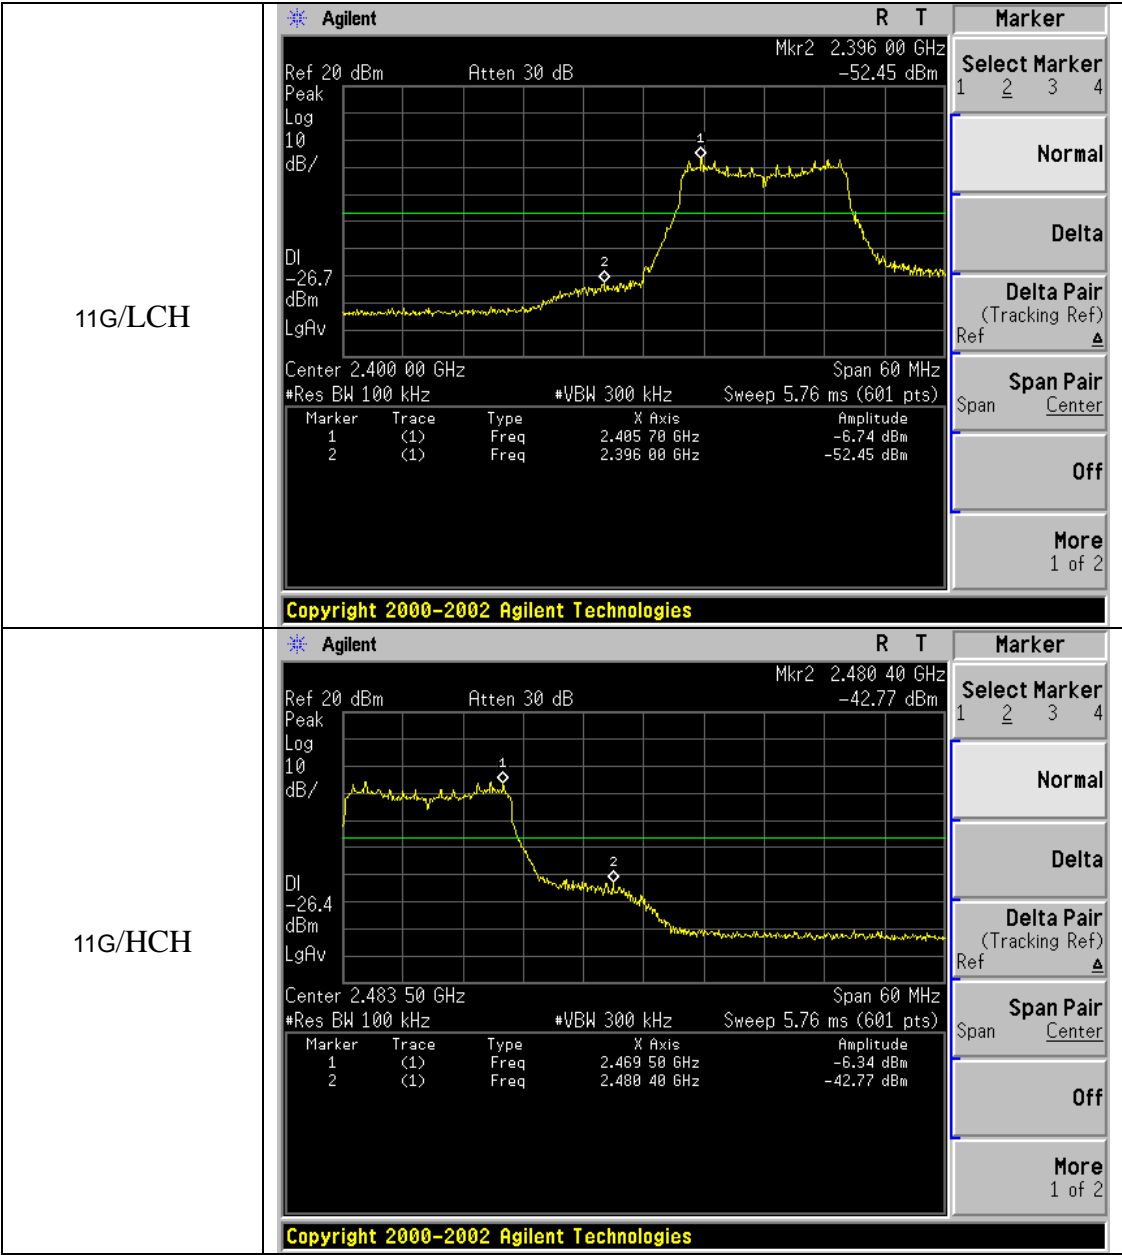 11G/LCH
Agilent
R T
Mkr2 2.396 00 GHz
Ref 20 dBm Atten 30 dB -52.45 dBm
Peak
Log
10
dB/
1
2
DI
-26.7
dBm
LgAv
Center 2.400 00 GHz Span 60 MHz
#Res BW 100 kHz #VBW 300 kHz Sweep 5.76 ms (601 pts)
Marker Trace Type X Axis Amplitude
1 (1) Freq 2.405 70 GHz -6.74 dBm
2 (1) Freq 2.396 00 GHz -52.45 dBm
Marker
Select Marker
1 2 3 4
Normal
Delta
Delta Pair
(Tracking Ref)
Ref Δ
Span Pair
Span Center
Off
More
1 of 2
Copyright 2000-2002 Agilent Technologies
11G/HCH
Agilent
R T
Mkr2 2.480 40 GHz
Ref 20 dBm Atten 30 dB -42.77 dBm
Peak
Log
10
dB/
1
2
DI
-26.4
dBm
LgAv
Center 2.483 50 GHz Span 60 MHz
#Res BW 100 kHz #VBW 300 kHz Sweep 5.76 ms (601 pts)
Marker Trace Type X Axis Amplitude
1 (1) Freq 2.469 50 GHz -6.34 dBm
2 (1) Freq 2.480 40 GHz -42.77 dBm
Marker
Select Marker
1 2 3 4
Normal
Delta
Delta Pair
(Tracking Ref)
Ref Δ
Span Pair
Span Center
Off
More
1 of 2
Copyright 2000-2002 Agilent Technologies